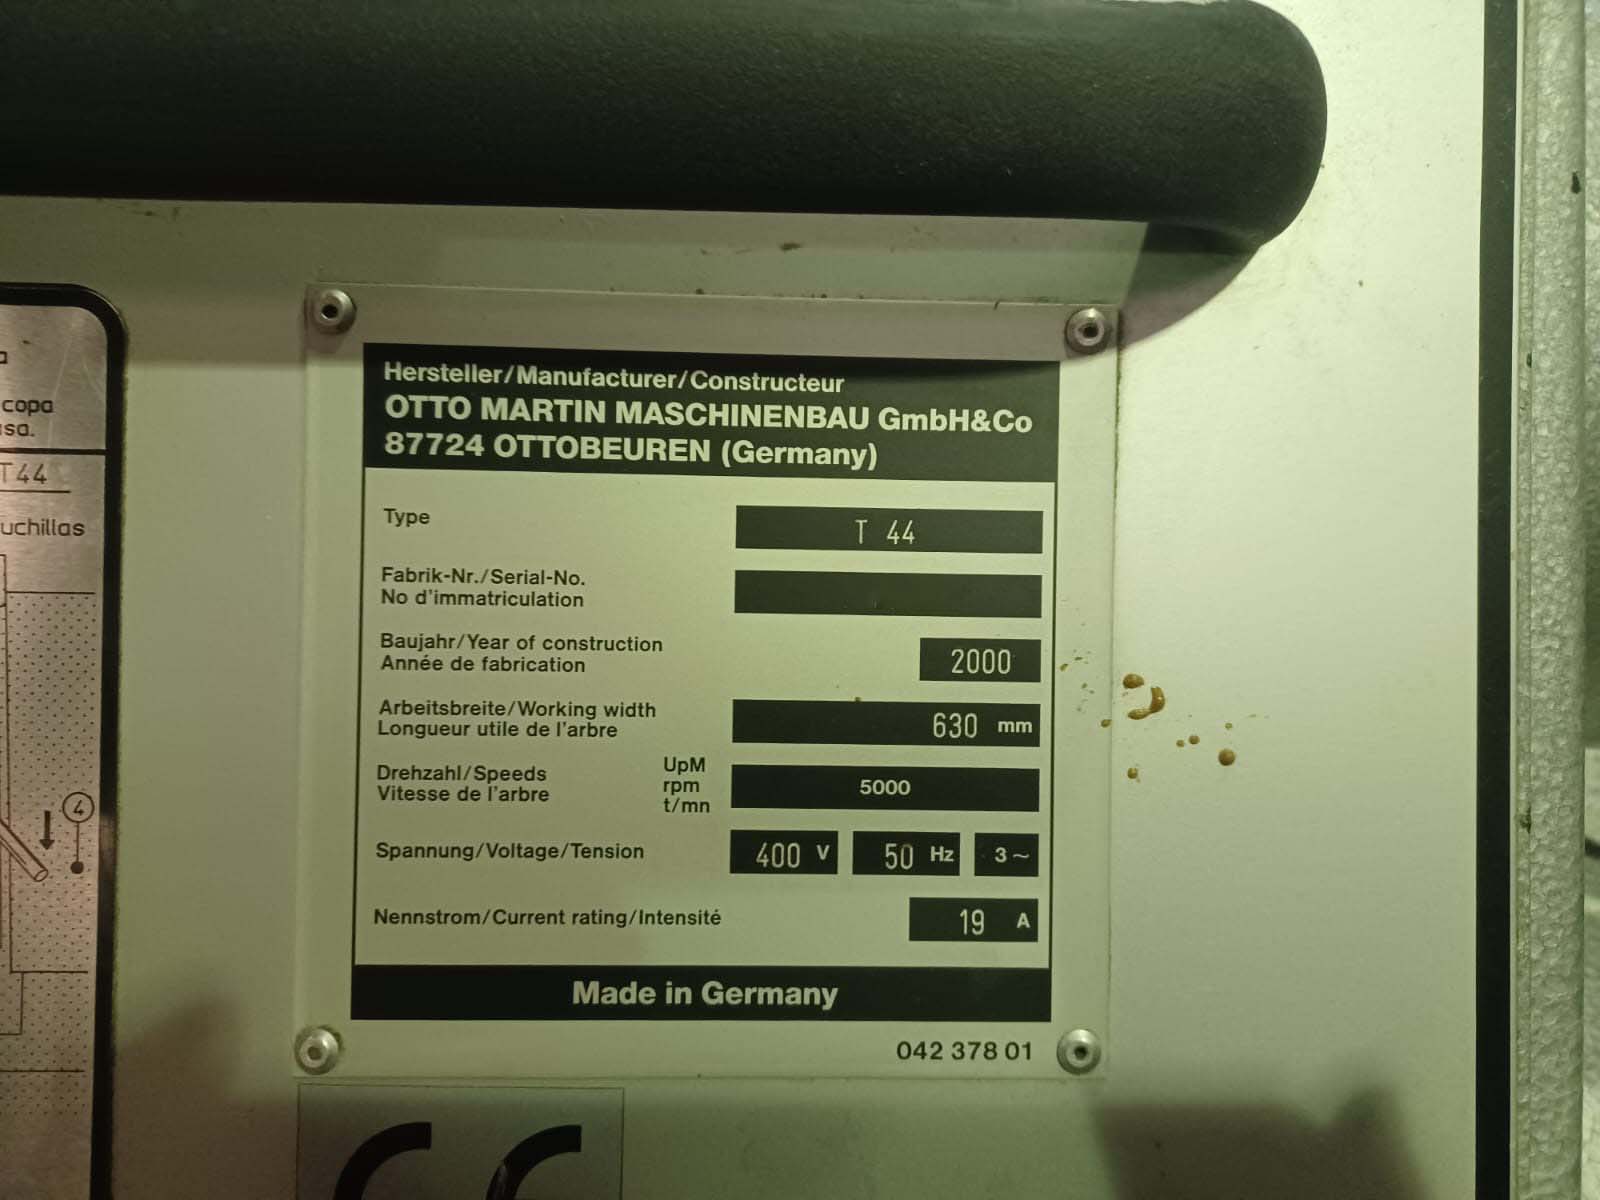 copa
T44
uchillas
4
Hersteller/Manufacturer/Constructeur
OTTO MARTIN MASCHINENBAU GmbH&Co
87724 OTTOBEUREN (Germany)
Type
T 44
Fabrik-Nr./Serial-No.
No d'immatriculation
Baujahr/Year of construction
Année de fabrication
2000
Arbeitsbreite/Working width
Longueur utile de l'arbre
630 mm
Drehzahl/Speeds
Vitesse de l'arbre
UpM
rpm
t/mn
5000
Spannung/Voltage/Tension
400 V
50 Hz
3~
Nennstrom/Current rating/Intensité
19 A
Made in Germany
042 378 01
CE